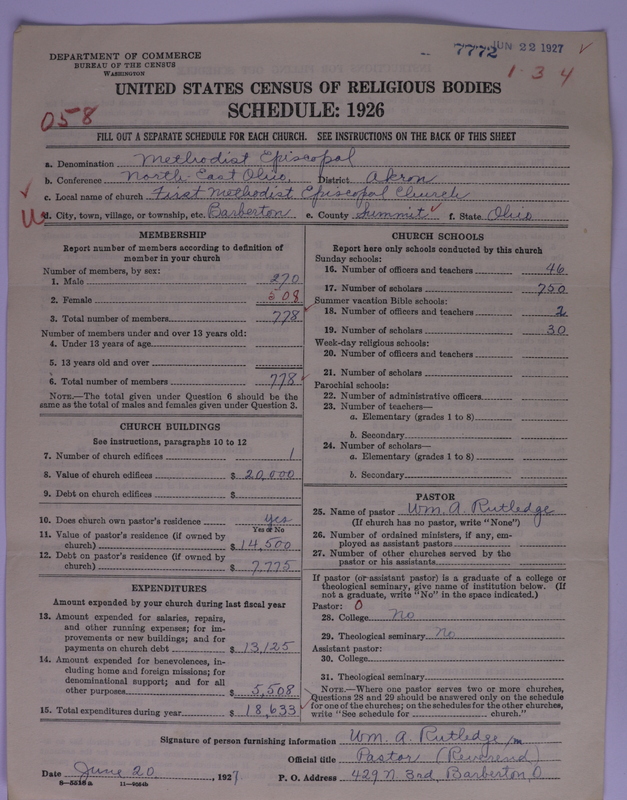 DEPARTMENT OF COMMERCE
BUREAU OF THE CENSUS
WASHINGTON
7772 JUN 22 1927
1-3-4
UNITED STATES CENSUS OF RELIGIOUS BODIES
SCHEDULE: 1926
058
FILL OUT A SEPARATE SCHEDULE FOR EACH CHURCH. SEE INSTRUCTIONS ON THE BACK OF THIS SHEET
a. Denomination Methodist Episcopal
b. Conference North-East Ohio District Akron
c. Local name of church First Methodist Episcopal Church
d. City, town, village, or township, etc. Barberton e. County Summit f. State Ohio
MEMBERSHIP
Report number of members according to definition of
member in your church
Number of members, by sex:
1. Male 270
2. Female 508
3. Total number of members 778
Number of members under and over 13 years old:
4. Under 13 years of age
5. 13 years old and over
6. Total number of members 778
NOTE.—The total given under Question 6 should be the
same as the total of males and females given under Question 3.
CHURCH BUILDINGS
See instructions, paragraphs 10 to 12
7. Number of church edifices 1
8. Value of church edifices $ 20,000
9. Debt on church edifices $
10. Does church own pastor's residence Yes
Yes or No
11. Value of pastor's residence (if owned by
church) $ 14,500
12. Debt on pastor's residence (if owned by
church) $ 7,775
EXPENDITURES
Amount expended by your church during last fiscal year
13. Amount expended for salaries, repairs,
and other running expenses; for im-
provements or new buildings; and for
payments on church debt $ 13,125
14. Amount expended for benevolences, in-
cluding home and foreign missions; for
denominational support; and for all
other purposes $ 5,508
15. Total expenditures during year $ 18,633
CHURCH SCHOOLS
Report here only schools conducted by this church
Sunday schools:
16. Number of officers and teachers 46
17. Number of scholars 750
Summer vacation Bible schools:
18. Number of officers and teachers 2
19. Number of scholars 30
Week-day religious schools:
20. Number of officers and teachers
21. Number of scholars
Parochial schools:
22. Number of administrative officers
23. Number of teachers—
a. Elementary (grades 1 to 8)
b. Secondary
24. Number of scholars—
a. Elementary (grades 1 to 8)
b. Secondary
PASTOR
25. Name of pastor Wm. A. Rutledge
(If church has no pastor, write "None")
26. Number of ordained ministers, if any, em-
ployed as assistant pastors
27. Number of other churches served by the
pastor or his assistants
If pastor (or assistant pastor) is a graduate of a college or
theological seminary, give name of institution below. (If
not a graduate, write "No" in the space indicated.)
Pastor: 0
28. College No
29. Theological seminary No
Assistant pastor:
30. College
31. Theological seminary
NOTE.—Where one pastor serves two or more churches,
Questions 28 and 29 should be answered only on the schedule
for one of the churches; on the schedules for the other churches,
write "See schedule for church."
Signature of person furnishing information Wm. A. Rutledge/m
Official title Pastor (Reverend)
Date June 20, 1927 P. O. Address 429 N. 3rd, Barberton, O
8—5516a 11—9064b